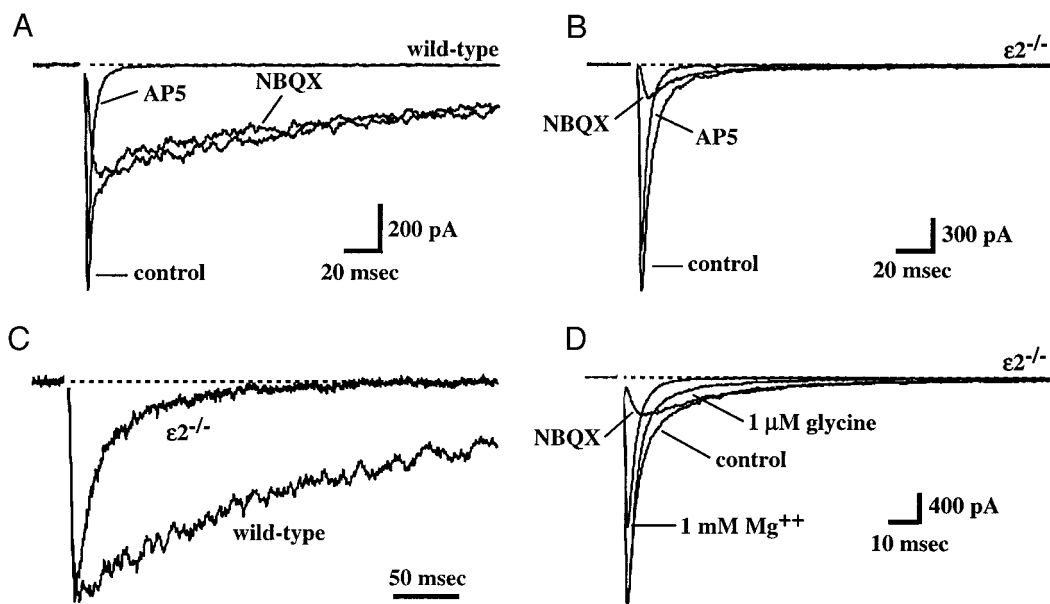 A
wild-type
AP5
NBQX
control
200 pA
20 msec
B
ε2⁻/⁻
NBQX
AP5
control
300 pA
20 msec
C
ε2⁻/⁻
wild-type
50 msec
D
ε2⁻/⁻
NBQX
1 μM glycine
control
1 mM Mg⁺⁺
400 pA
10 msec